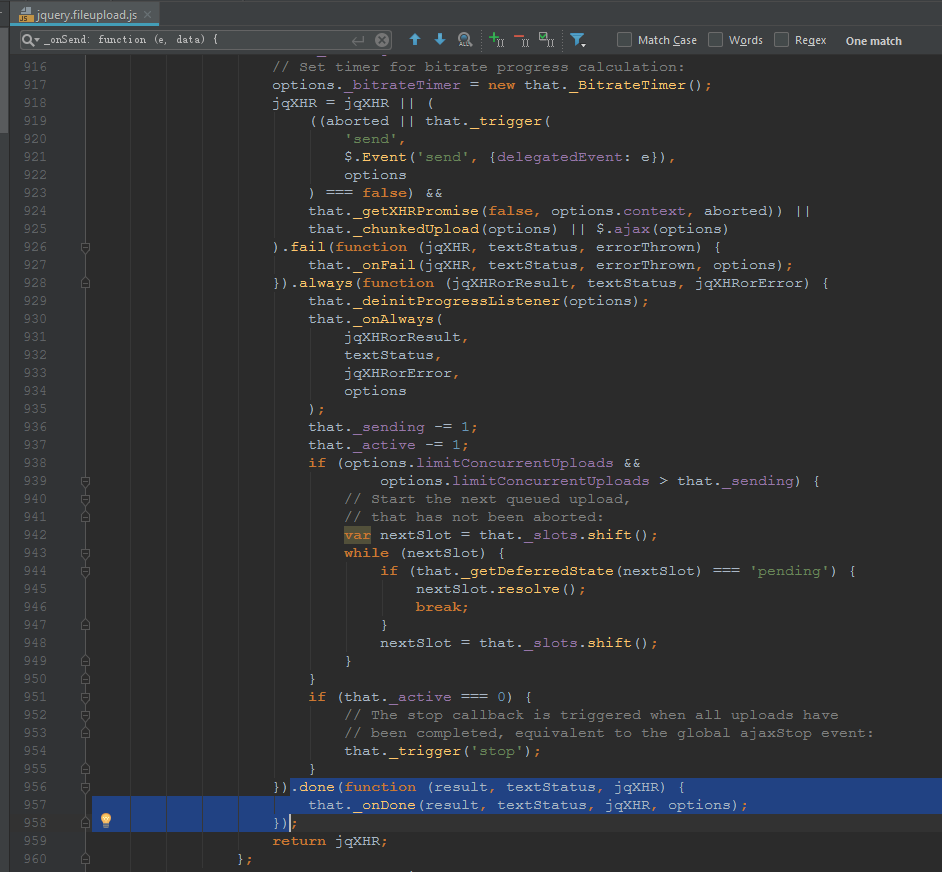 jquery.fileupload.js
_onSend: function (e, data) {
Match Case
Words
Regex
One match
916 // Set timer for bitrate progress calculation:
917 options._bitrateTimer = new that._BitrateTimer();
918 jqXHR = jqXHR || (
919 ((aborted || that._trigger(
920 'send',
921 $.Event('send', {delegatedEvent: e}),
922 options
923 ) === false) &&
924 that._getXHRPromise(false, options.context, aborted)) ||
925 that._chunkedUpload(options) || $.ajax(options)
926 ).fail(function (jqXHR, textStatus, errorThrown) {
927 that._onFail(jqXHR, textStatus, errorThrown, options);
928 }).always(function (jqXHRorResult, textStatus, jqXHRorError) {
929 that._deinitProgressListener(options);
930 that._onAlways(
931 jqXHRorResult,
932 textStatus,
933 jqXHRorError,
934 options
935 );
936 that._sending -= 1;
937 that._active -= 1;
938 if (options.limitConcurrentUploads &&
939 options.limitConcurrentUploads > that._sending) {
940 // Start the next queued upload,
941 // that has not been aborted:
942 var nextSlot = that._slots.shift();
943 while (nextSlot) {
944 if (that._getDeferredState(nextSlot) === 'pending') {
945 nextSlot.resolve();
946 break;
947 }
948 nextSlot = that._slots.shift();
949 }
950 }
951 if (that._active === 0) {
952 // The stop callback is triggered when all uploads have
953 // been completed, equivalent to the global ajaxStop event:
954 that._trigger('stop');
955 }
956 }).done(function (result, textStatus, jqXHR) {
957 that._onDone(result, textStatus, jqXHR, options);
958 });
959 return jqXHR;
960 };